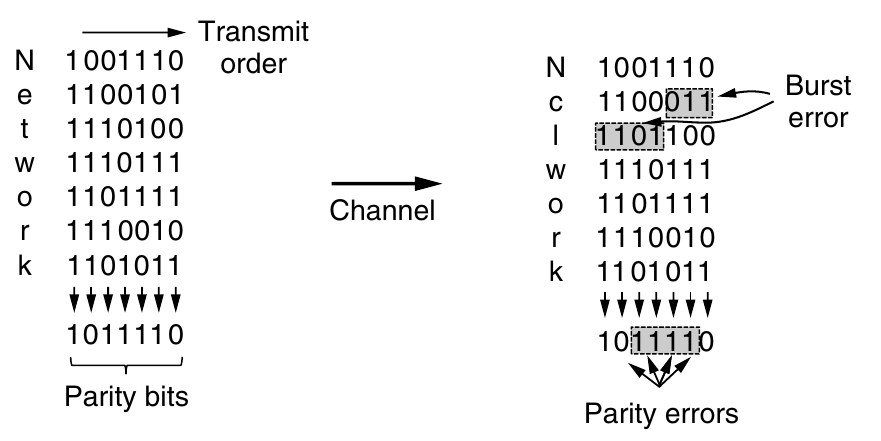 Transmit
order
N 1001110
e 1100101
t 1110100
w 1110111
o 1101111
r 1110010
k 1101011
1011110
Parity bits
Channel
N 1001110
c 1100011
l 1101100
w 1110111
o 1101111
r 1110010
k 1101011
1011110
Parity errors
Burst
error